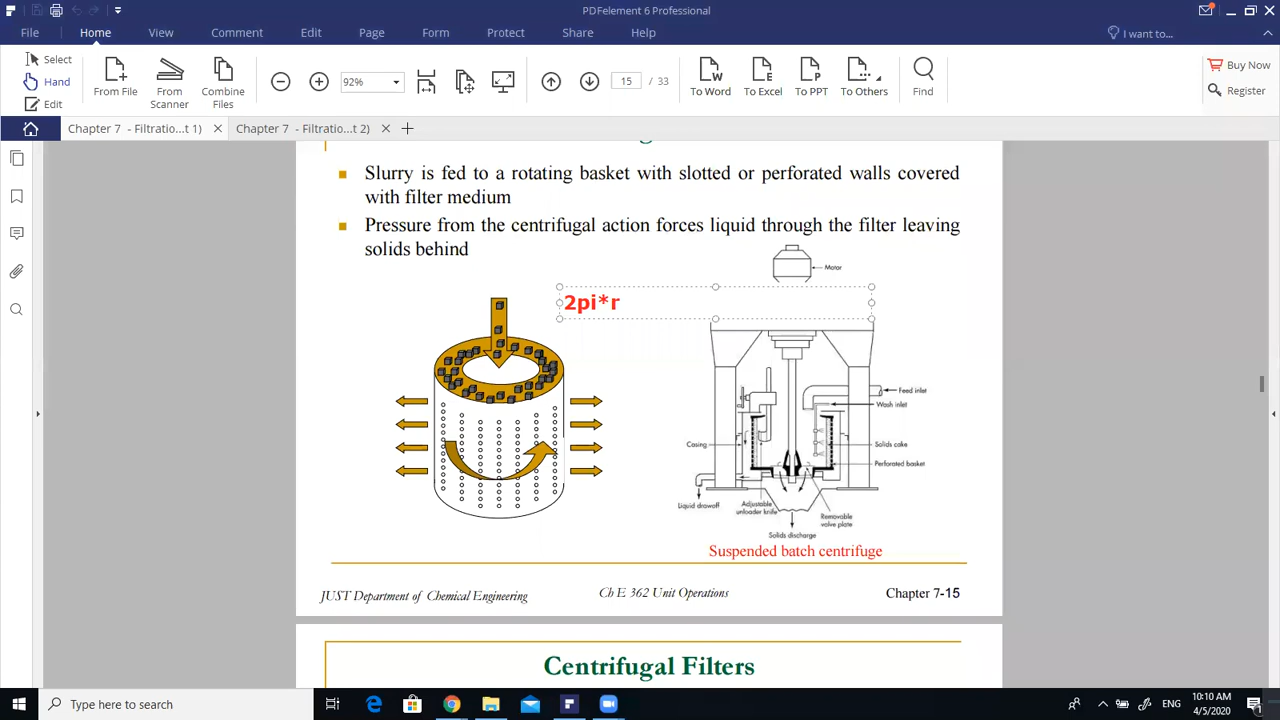 PDFelement 6 Professional
File Home View Comment Edit Page Form Protect Share Help I want to...
Select
Hand
Edit
From File
From Scanner
Combine Files
92%
15 / 33
To Word
To Excel
To PPT
To Others
Find
Buy Now
Register
Chapter 7 - Filtratio...t 1) Chapter 7 - Filtratio...t 2)
Slurry is fed to a rotating basket with slotted or perforated walls covered
with filter medium
Pressure from the centrifugal action forces liquid through the filter leaving
solids behind
Motor
2pi*r
Feed inlet
Wash inlet
Casing
Solids cake
Perforated basket
Liquid drawoff
Adjustable
unloader knife
Removable
valve plate
Solids discharge
Suspended batch centrifuge
JUST Department of Chemical Engineering Ch E 362 Unit Operations Chapter 7-15
Centrifugal Filters
Type here to search
ENG
10:10 AM
4/5/2020